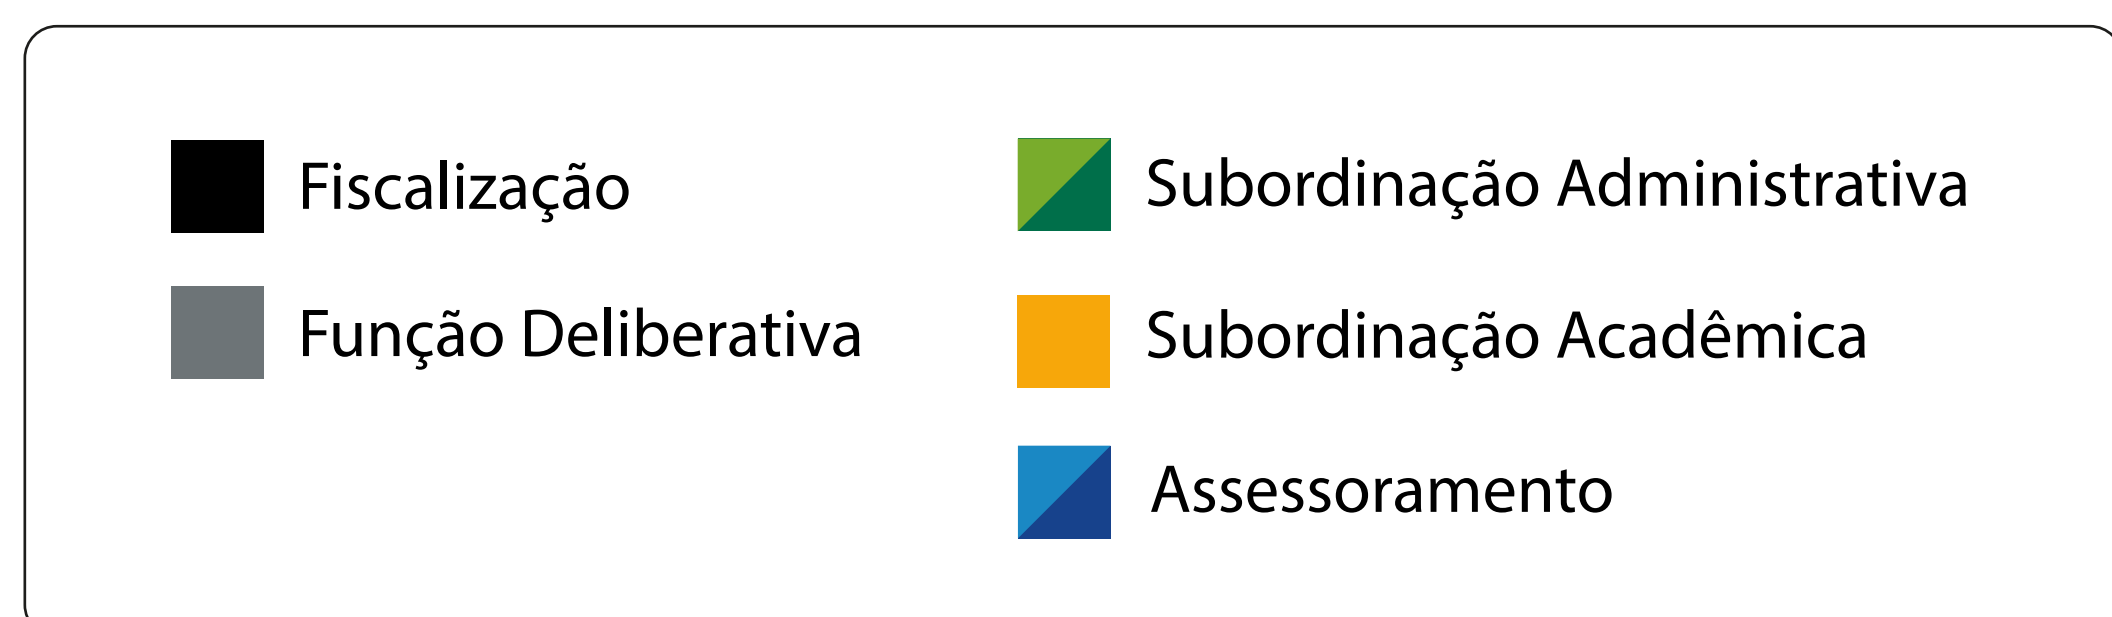 Fiscalização
Função Deliberativa
Subordinação Administrativa
Subordinação Acadêmica
Assessoramento